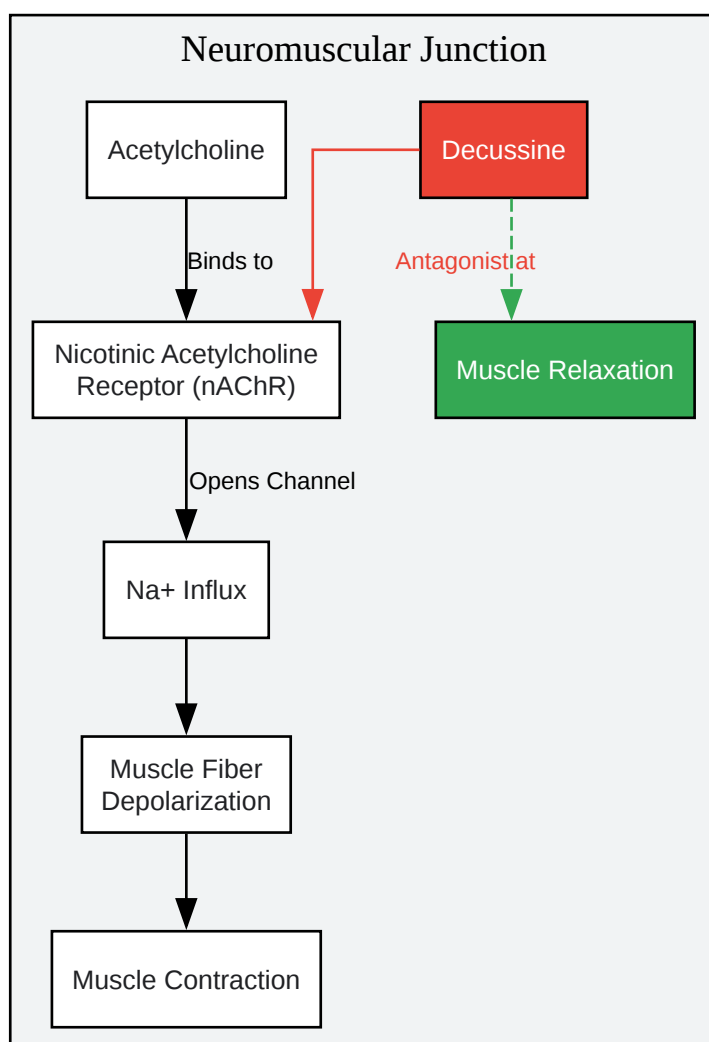 Neuromuscular Junction
Acetylcholine
Decussine
Binds to
Antagonist at
Nicotinic Acetylcholine
Receptor (nAChR)
Muscle Relaxation
Opens Channel
Na+ Influx
Muscle Fiber
Depolarization
Muscle Contraction